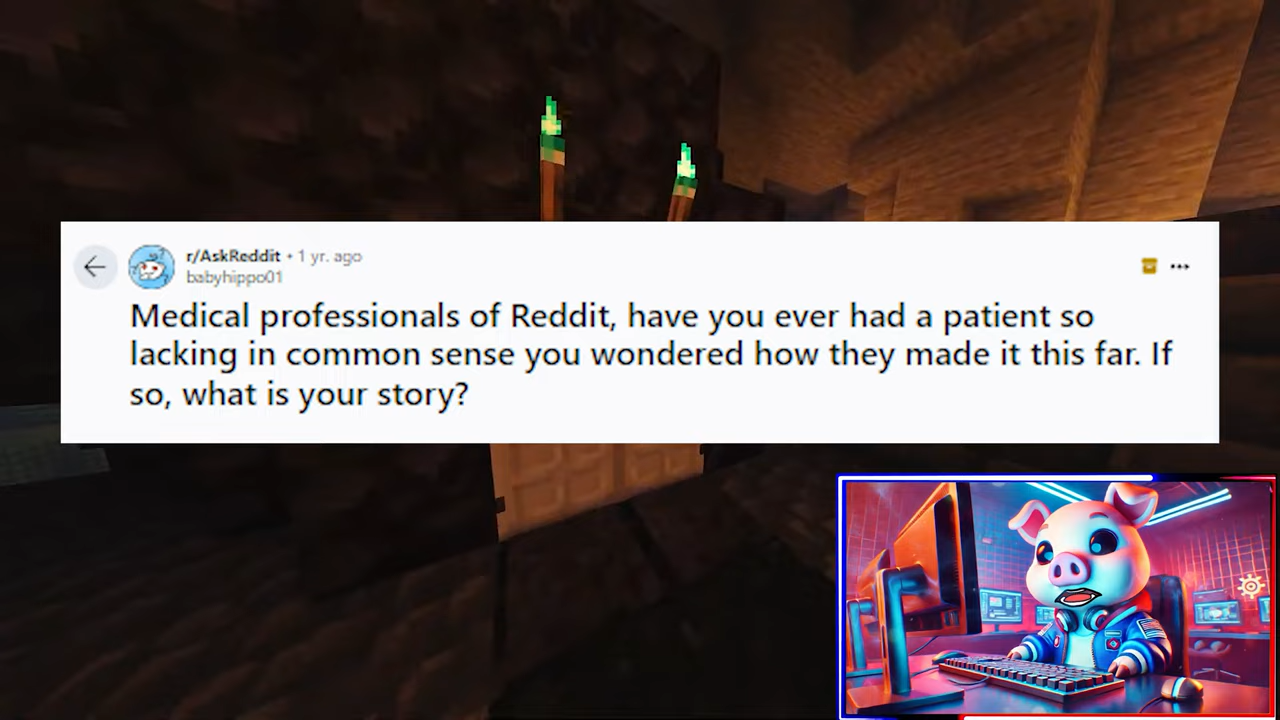 r/AskReddit • 1 yr. ago
babyhippo01
Medical professionals of Reddit, have you ever had a patient so
lacking in common sense you wondered how they made it this far. If
so, what is your story?